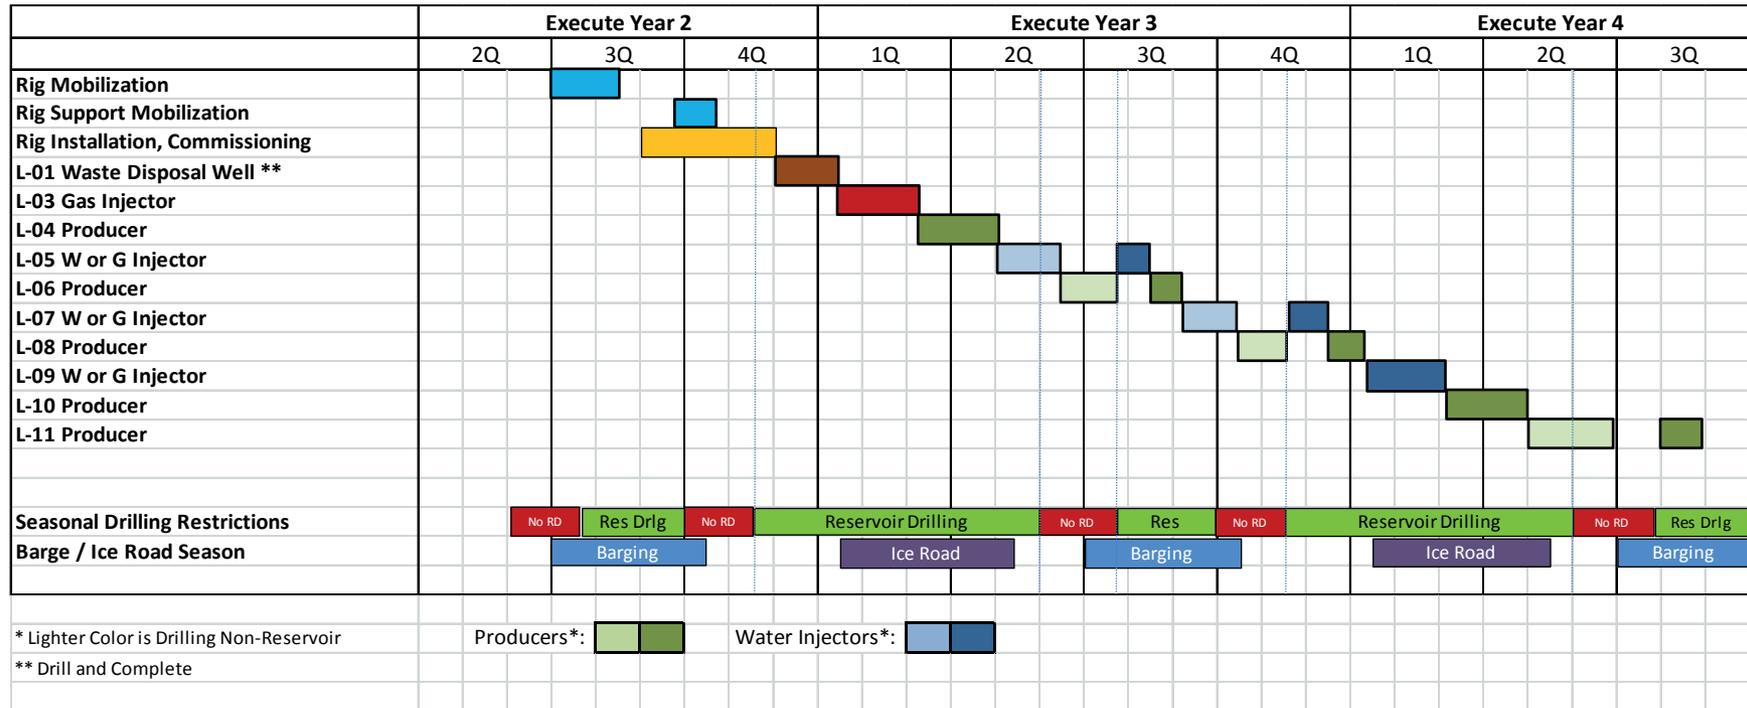 Execute Year 2 Execute Year 3 Execute Year 4
2Q 3Q 4Q 1Q 2Q 3Q 4Q 1Q 2Q 3Q
Rig Mobilization
Rig Support Mobilization
Rig Installation, Commissioning
L-01 Waste Disposal Well **
L-03 Gas Injector
L-04 Producer
L-05 W or G Injector
L-06 Producer
L-07 W or G Injector
L-08 Producer
L-09 W or G Injector
L-10 Producer
L-11 Producer
Seasonal Drilling Restrictions No RD Res Drlg No RD Reservoir Drilling No RD Res No RD Reservoir Drilling No RD Res Drlg
Barge / Ice Road Season Barging Ice Road Barging Ice Road Barging
* Lighter Color is Drilling Non-Reservoir Producers*: Water Injectors*:
** Drill and Complete